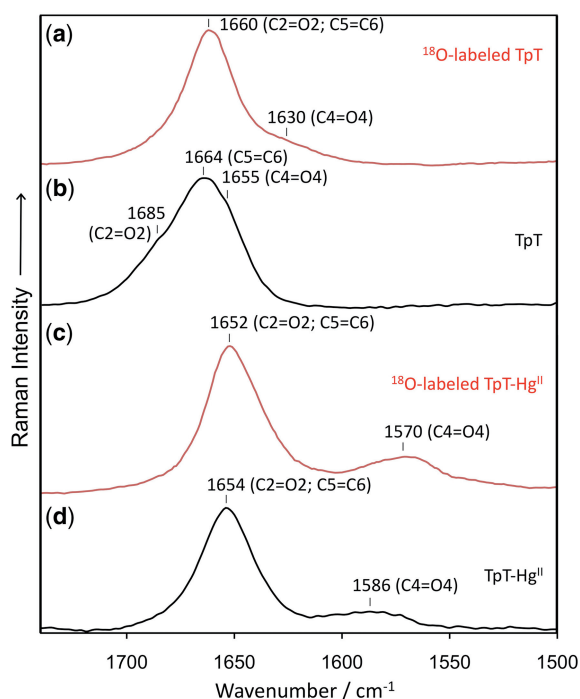 (a)
1660 (C2=O2; C5=C6)
¹⁸O-labeled TpT
1630 (C4=O4)
(b)
1664 (C5=C6)
1655 (C4=O4)
1685
(C2=O2)
TpT
(c)
1652 (C2=O2; C5=C6)
¹⁸O-labeled TpT-Hgᴵᴵ
1570 (C4=O4)
(d)
1654 (C2=O2; C5=C6)
TpT-Hgᴵᴵ
1586 (C4=O4)
Raman Intensity
1700 1650 1600 1550 1500
Wavenumber / cm⁻¹